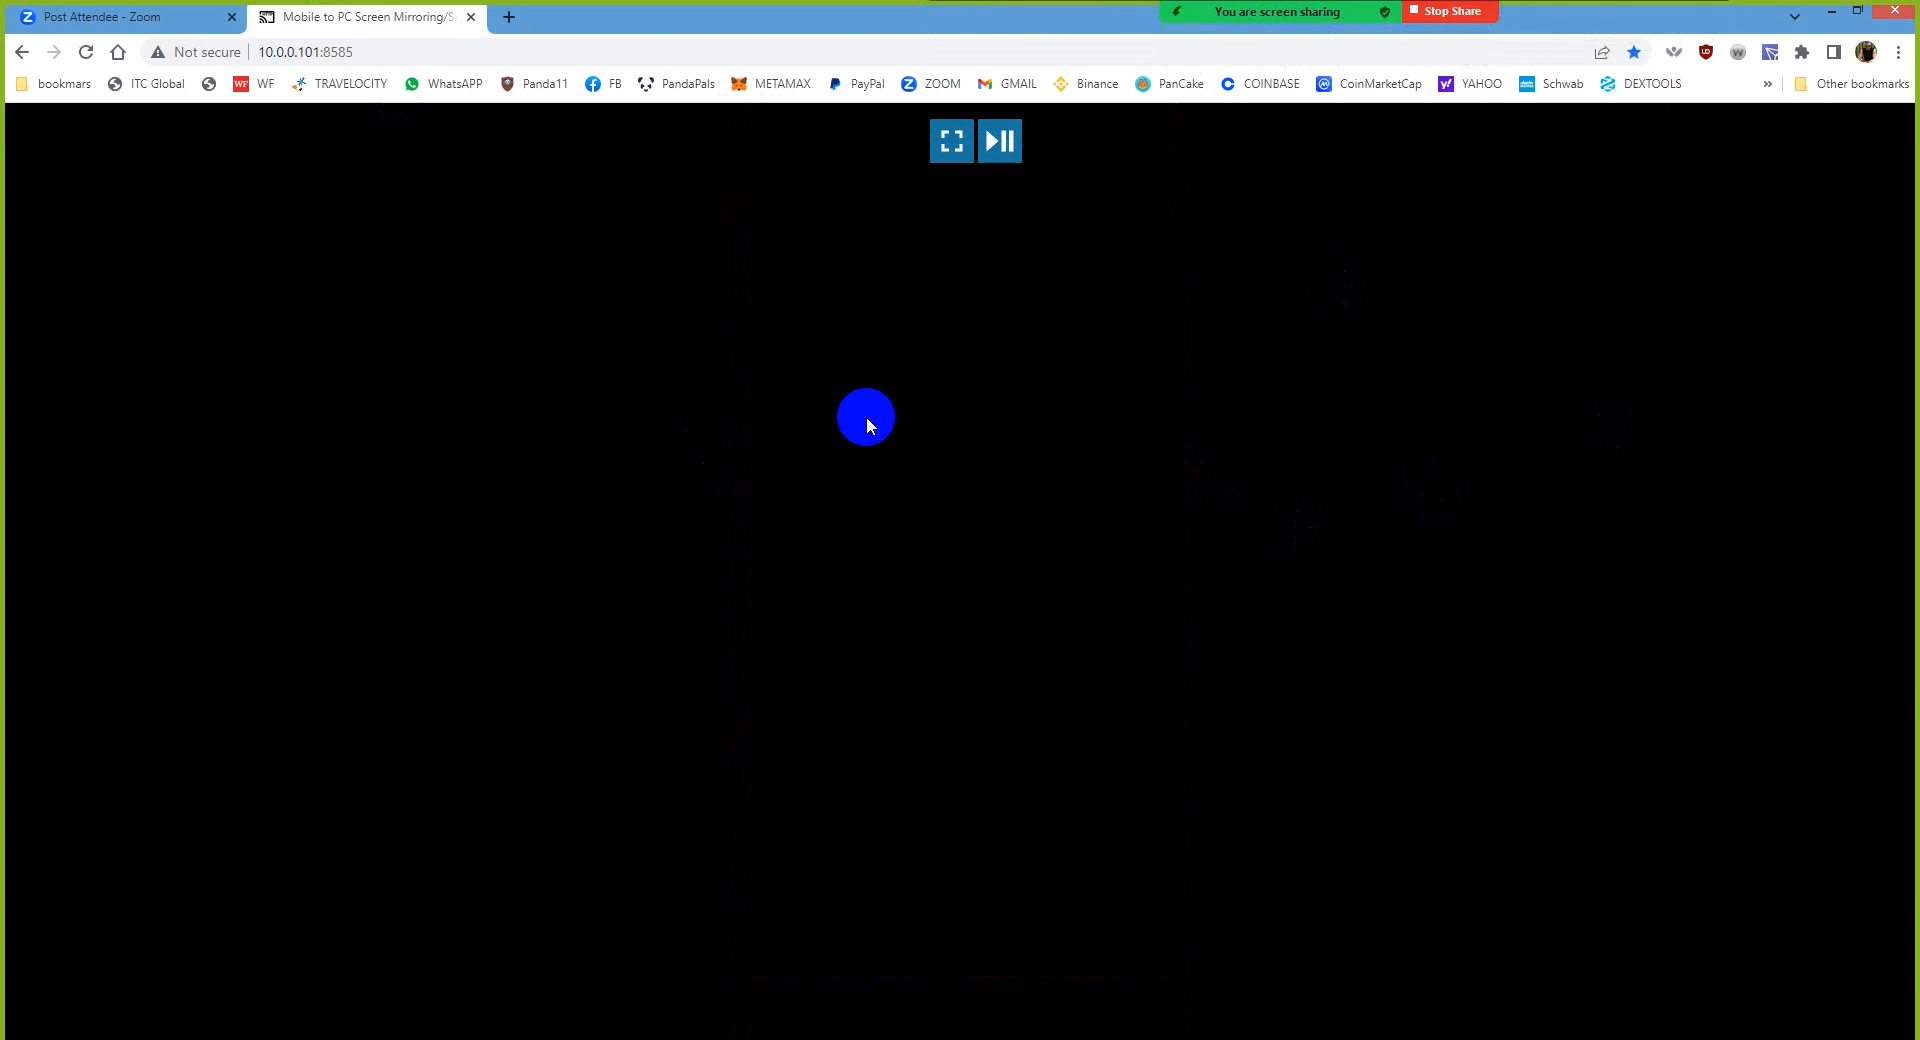 Post Attendee - Zoom
Mobile to PC Screen Mirroring/S
You are screen sharing
Stop Share
Not secure
10.0.0.101:8585
bookmars
ITC Global
WF
WF
TRAVELOCITY
WhatsAPP
Panda11
FB
PandaPals
METAMAX
PayPal
ZOOM
GMAIL
Binance
PanCake
COINBASE
CoinMarketCap
YAHOO
Schwab
DEXTOOLS
»
Other bookmarks